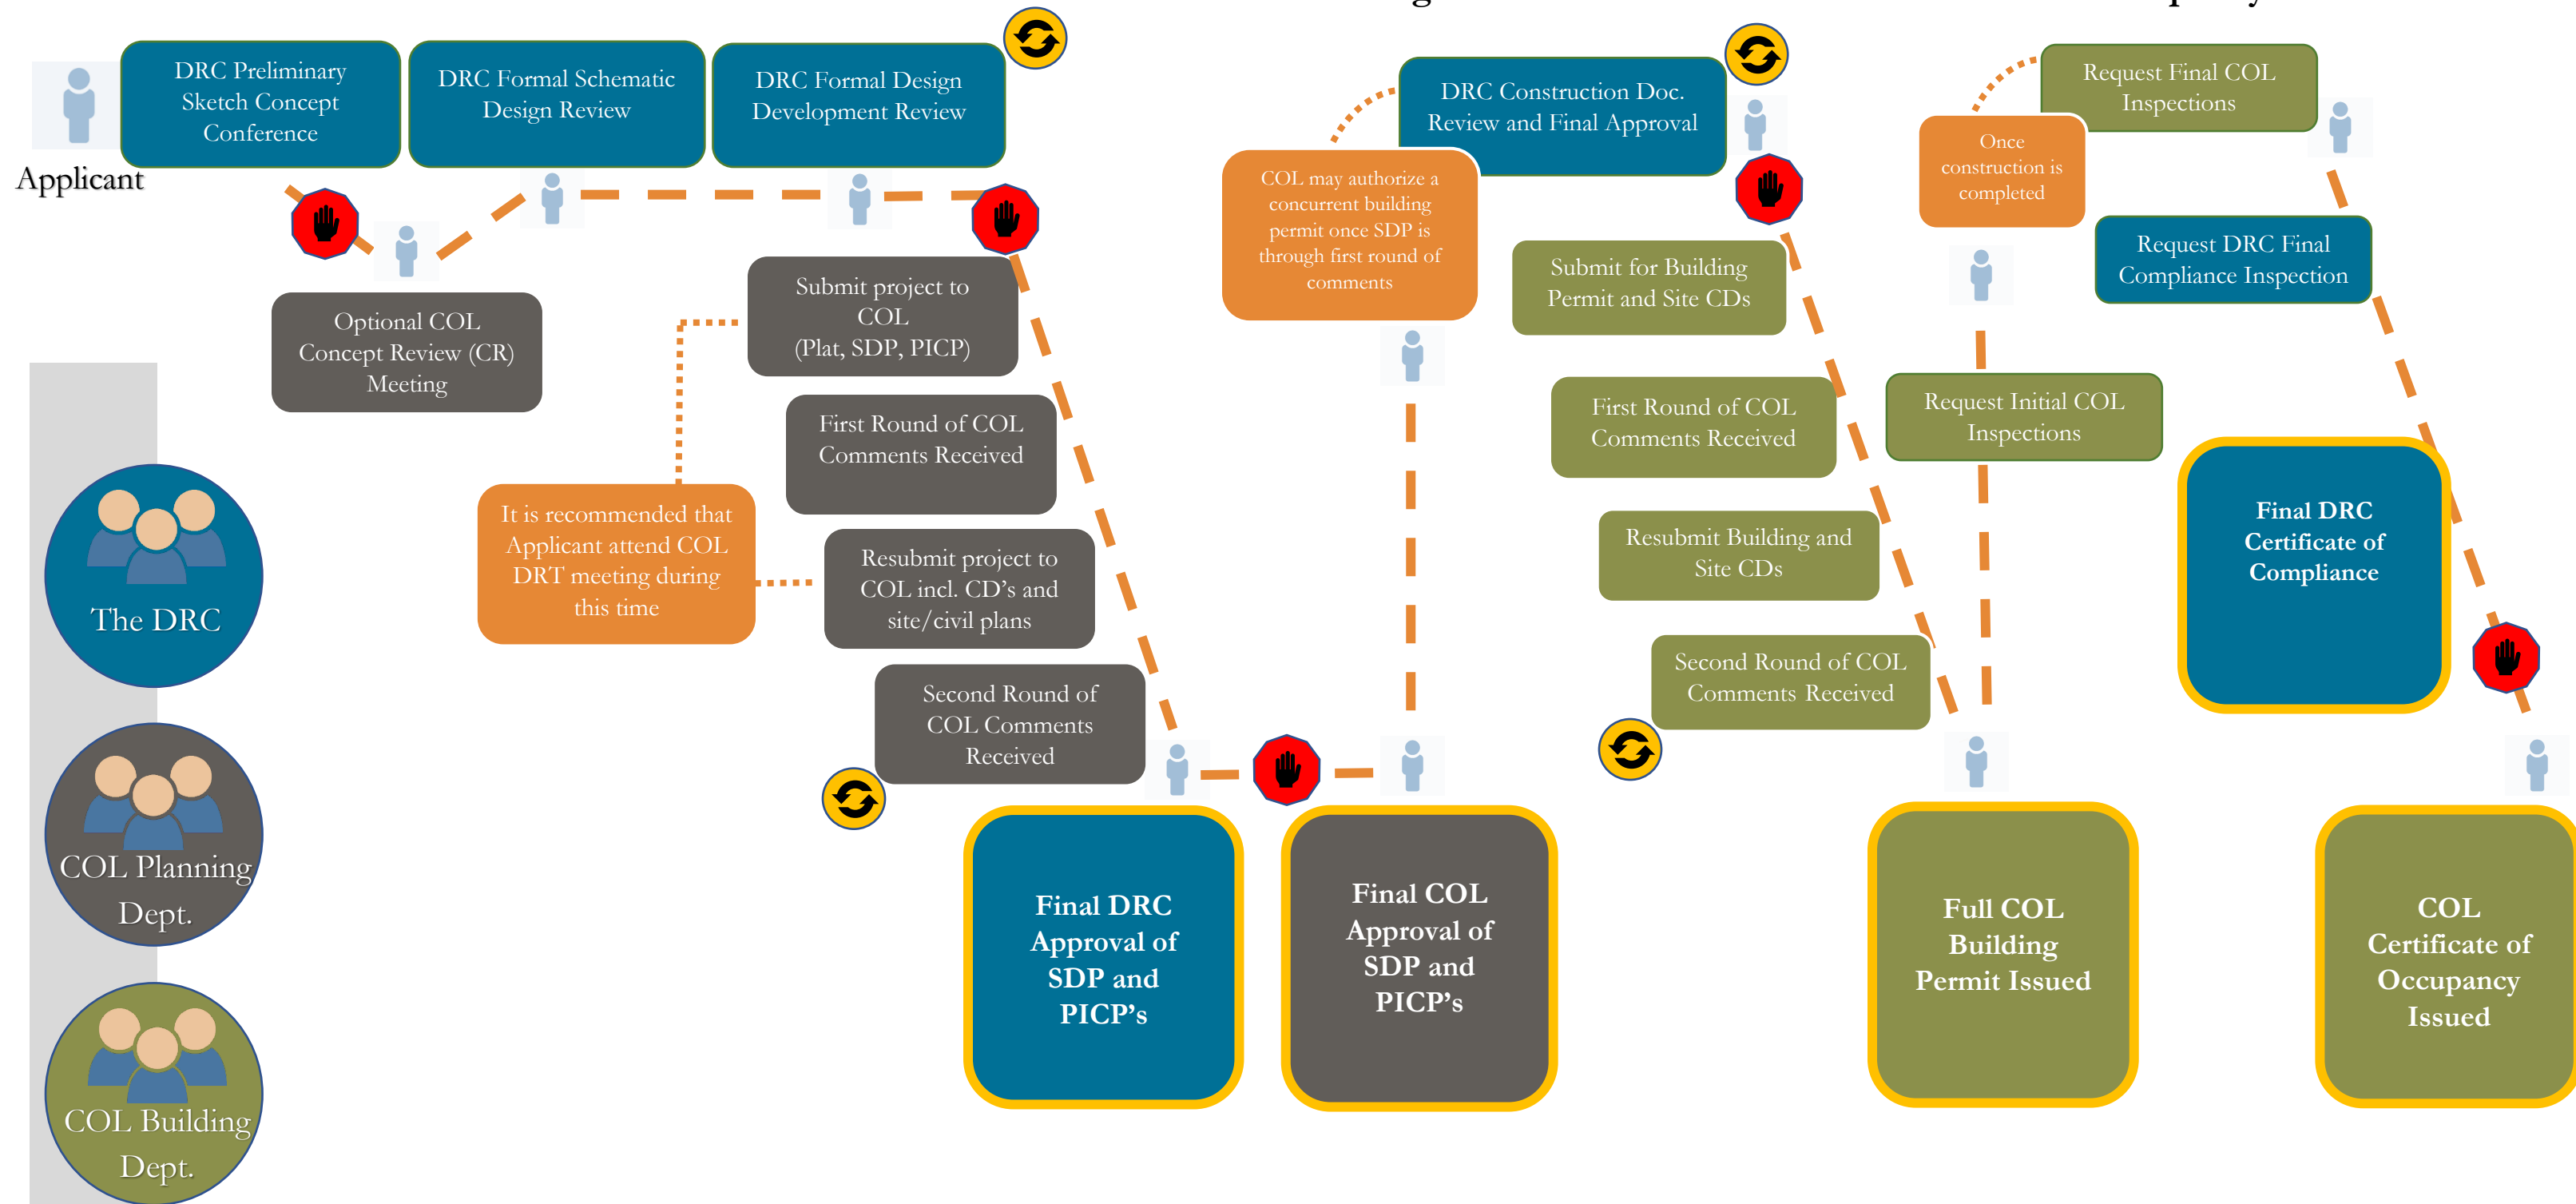 DRC Preliminary
Sketch Concept
Conference
DRC Formal Schematic
Design Review
DRC Formal Design
Development Review
Applicant
Optional COL
Concept Review (CR)
Meeting
Submit project to
COL
(Plat, SDP, PICP)
First Round of COL
Comments Received
It is recommended that
Applicant attend COL
DRT meeting during
this time
Resubmit project to
COL incl. CD’s and
site/civil plans
Second Round of
COL Comments
Received
Final DRC
Approval of
SDP and
PICP’s
Final COL
Approval of
SDP and
PICP’s
COL may authorize a
concurrent building
permit once SDP is
through first round of
comments
DRC Construction Doc.
Review and Final Approval
Submit for Building
Permit and Site CDs
First Round of COL
Comments Received
Resubmit Building and
Site CDs
Second Round of COL
Comments Received
Full COL
Building
Permit Issued
Request Initial COL
Inspections
Once
construction is
completed
Request Final COL
Inspections
Request DRC Final
Compliance Inspection
Final DRC
Certificate of
Compliance
COL
Certificate of
Occupancy
Issued
The DRC
COL Planning
Dept.
COL Building
Dept.